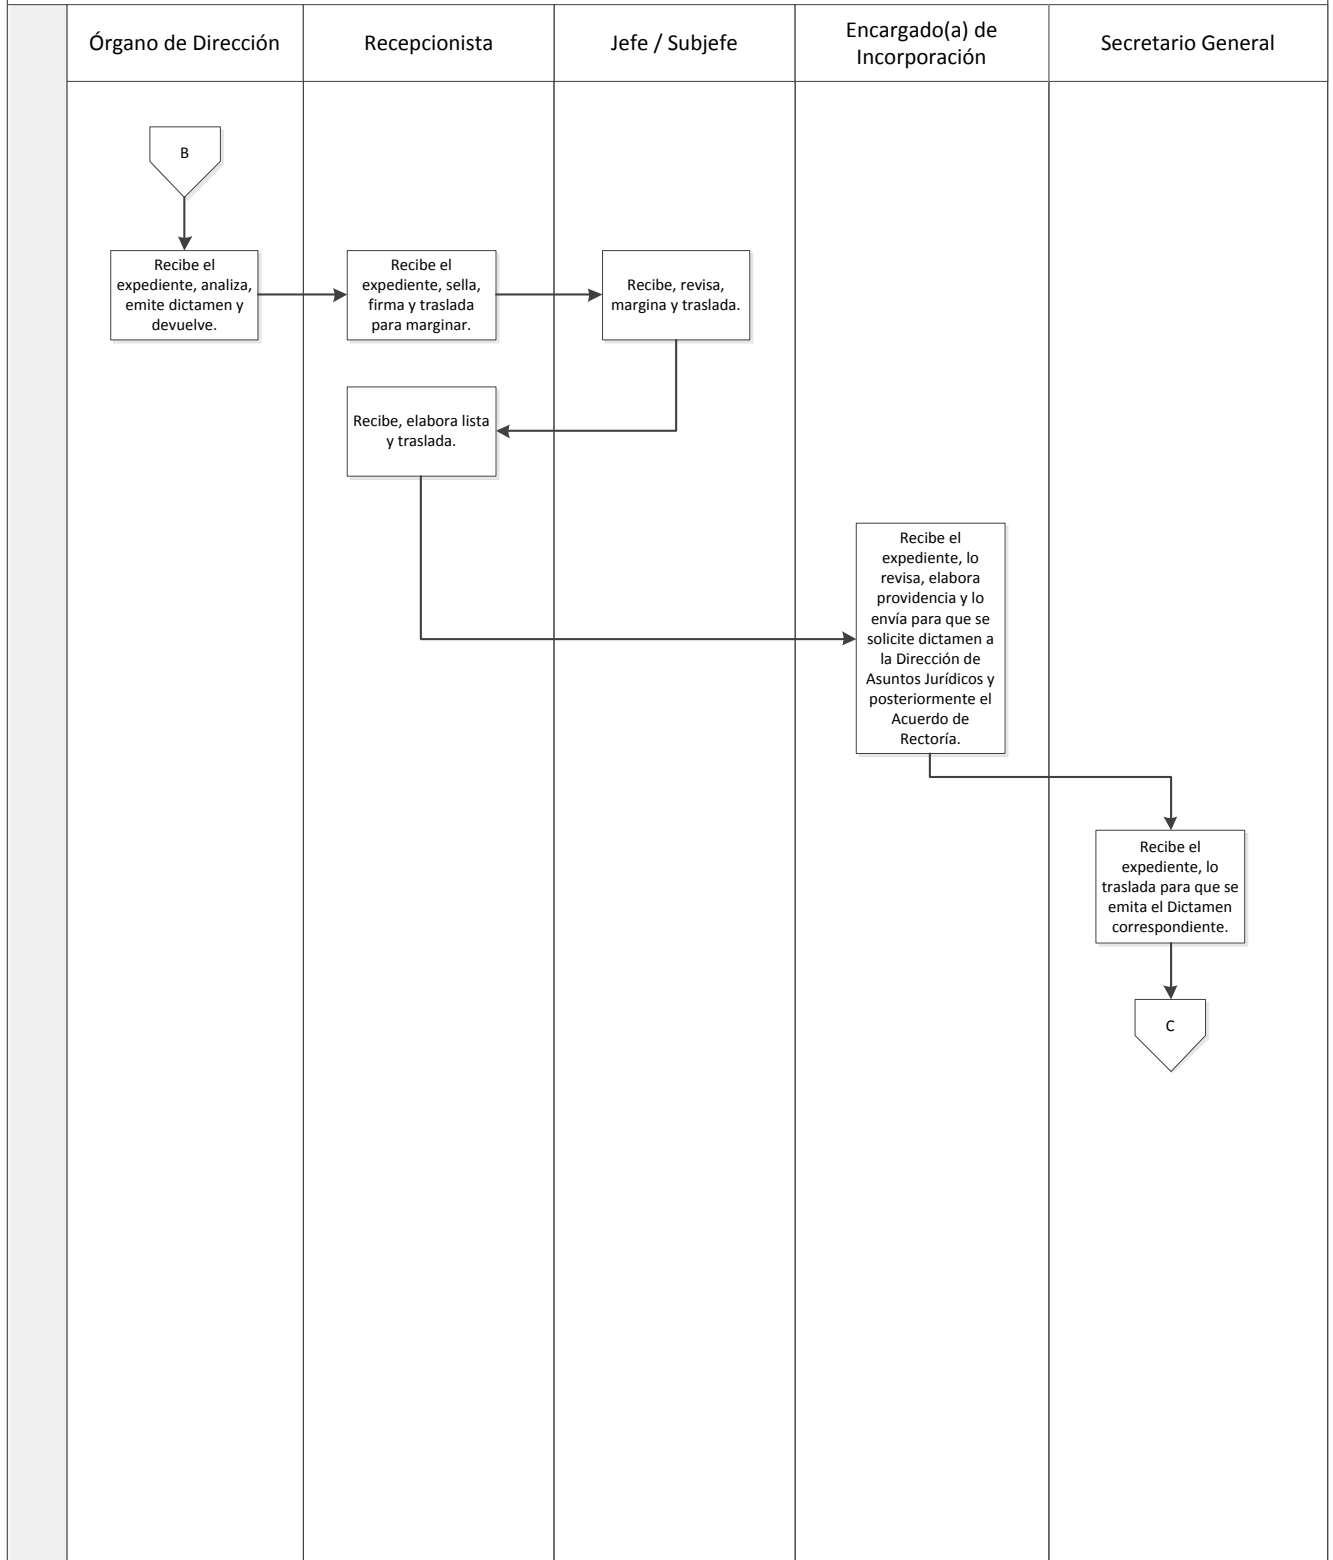 Órgano de Dirección
Recepcionista
Jefe / Subjefe
Encargado(a) de
Incorporación
Secretario General
B
Recibe el
expediente, analiza,
emite dictamen y
devuelve.
Recibe el
expediente, sella,
firma y traslada
para marginar.
Recibe, revisa,
margina y traslada.
Recibe, elabora lista
y traslada.
Recibe el
expediente, lo
revisa, elabora
providencia y lo
envía para que se
solicite dictamen a
la Dirección de
Asuntos Jurídicos y
posteriormente el
Acuerdo de
Rectoría.
Recibe el
expediente, lo
traslada para que se
emita el Dictamen
correspondiente.
C